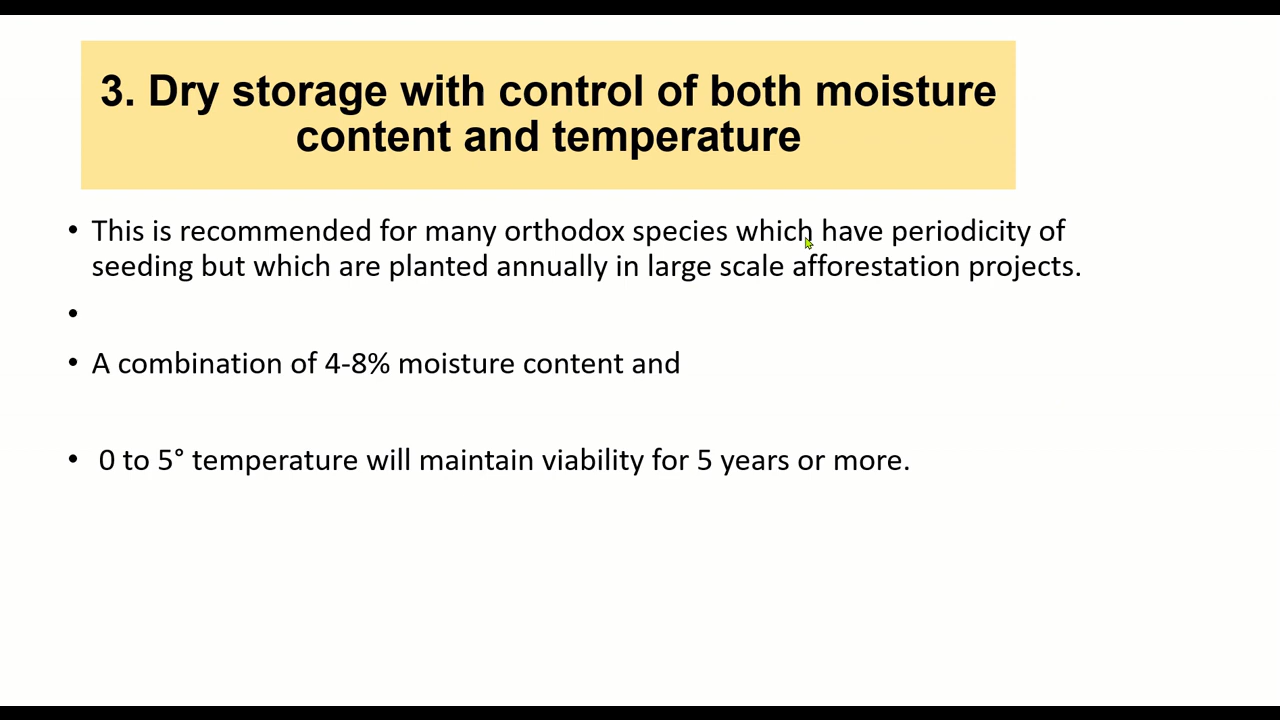 3. Dry storage with control of both moisture
content and temperature
• This is recommended for many orthodox species which have periodicity of
seeding but which are planted annually in large scale afforestation projects.
•
• A combination of 4-8% moisture content and
• 0 to 5° temperature will maintain viability for 5 years or more.